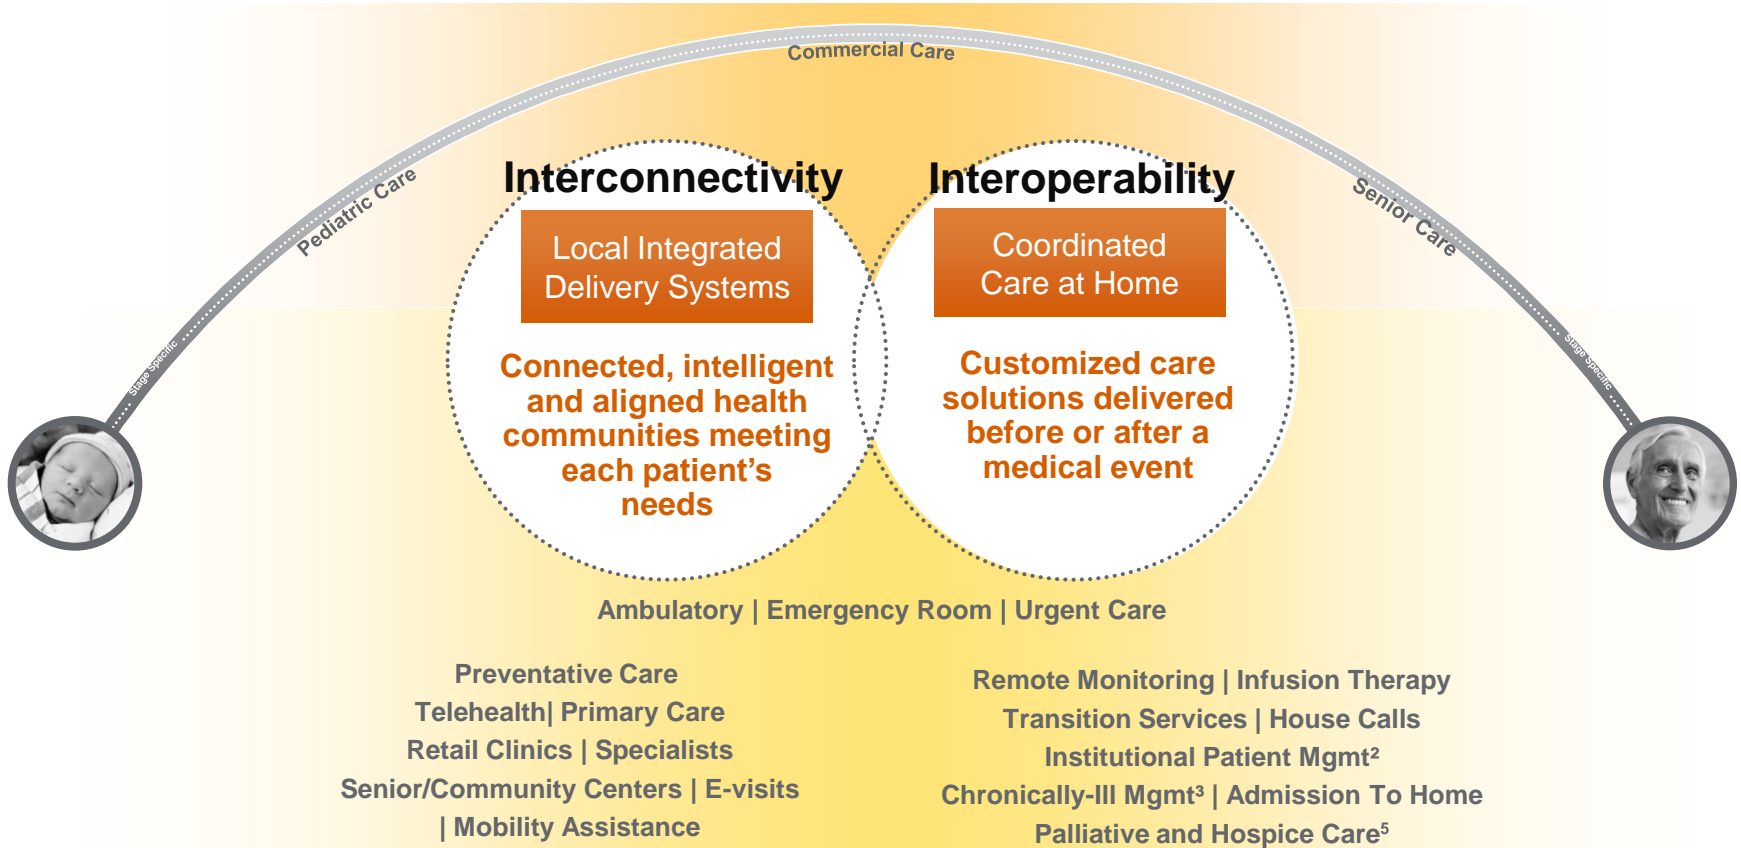 Commercial Care
Pediatric Care
Senior Care
Stage Specific
Stage Specific
Interconnectivity
Local Integrated
Delivery Systems
Connected, intelligent
and aligned health
communities meeting
each patient’s
needs
Interoperability
Coordinated
Care at Home
Customized care
solutions delivered
before or after a
medical event
Ambulatory | Emergency Room | Urgent Care
Preventative Care
Telehealth| Primary Care
Retail Clinics | Specialists
Senior/Community Centers | E-visits
| Mobility Assistance
Remote Monitoring | Infusion Therapy
Transition Services | House Calls
Institutional Patient Mgmt²
Chronically-Ill Mgmt³ | Admission To Home
Palliative and Hospice Care⁵